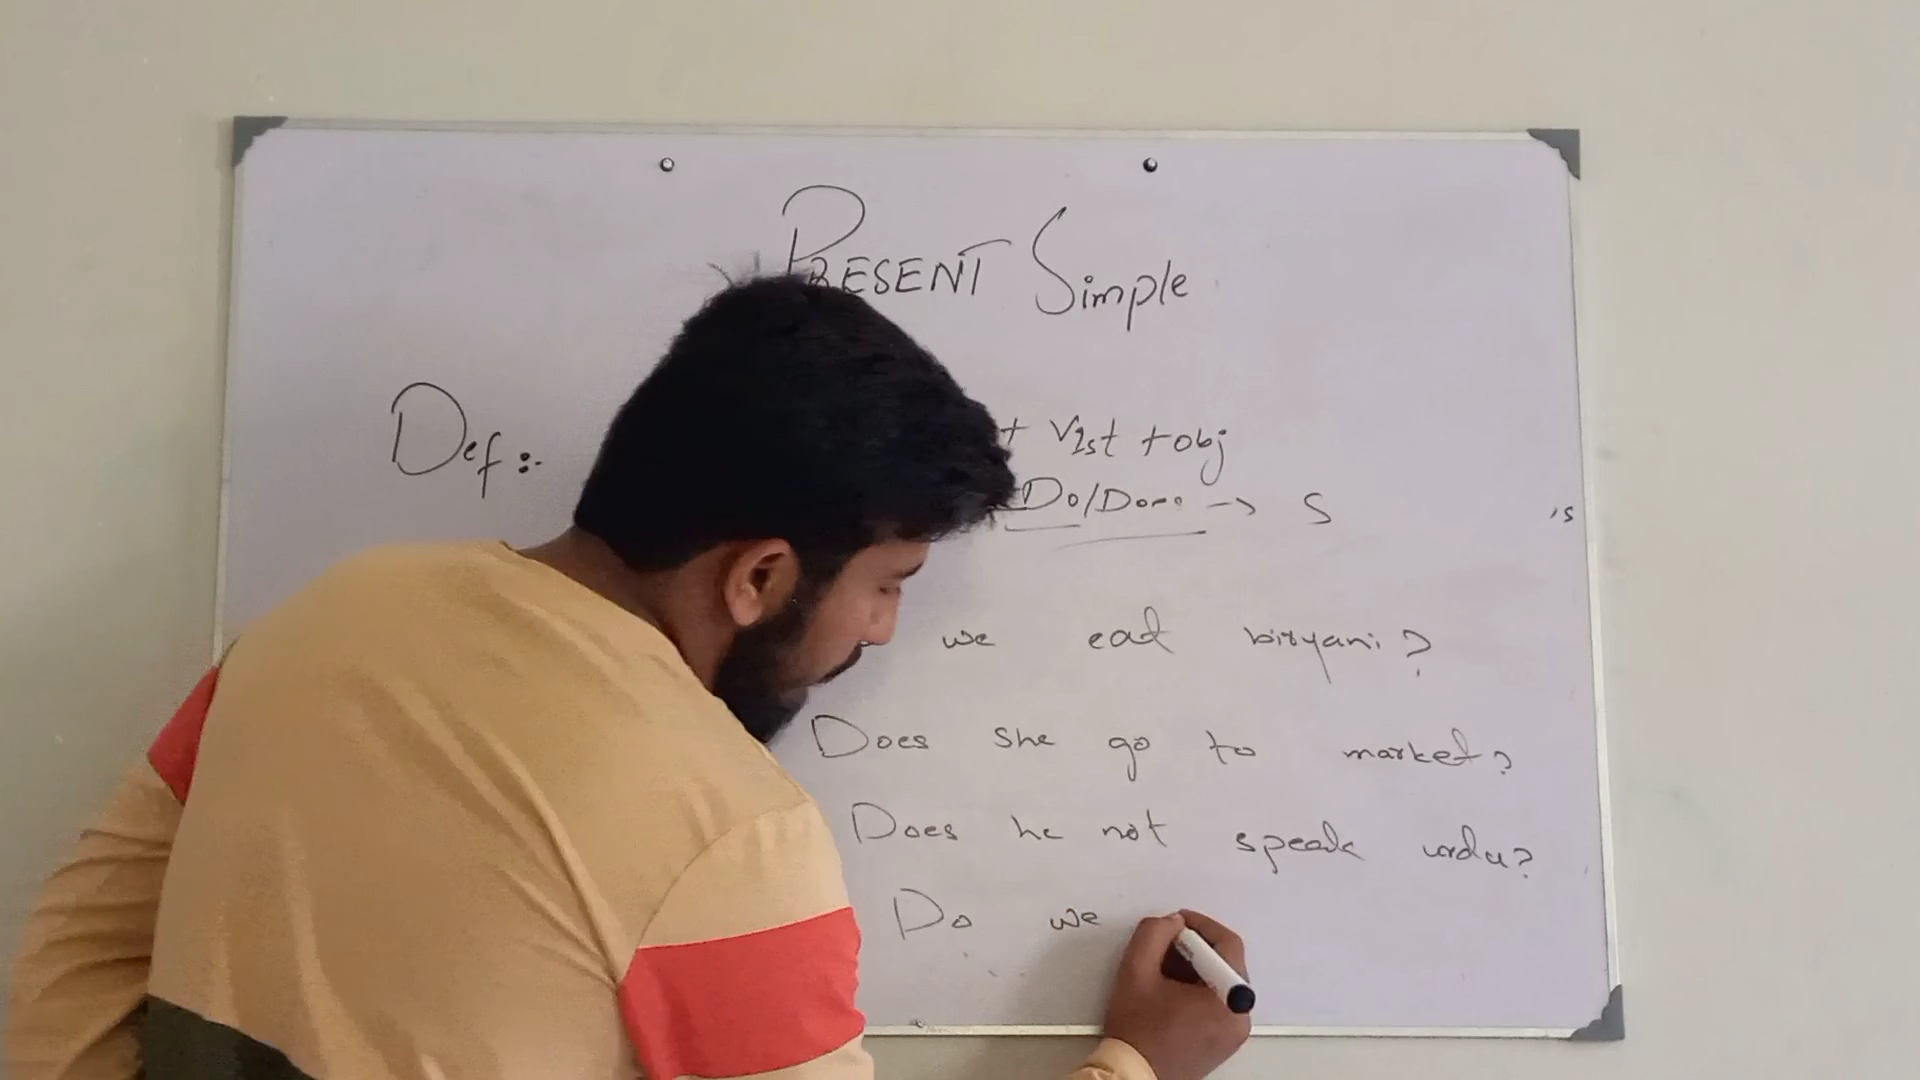 PRESENT Simple
Def :-
+ V1st + obj
Do/Does → S
's
we eat biryani?
Does she go to market?
Does he not speak urdu?
Do we